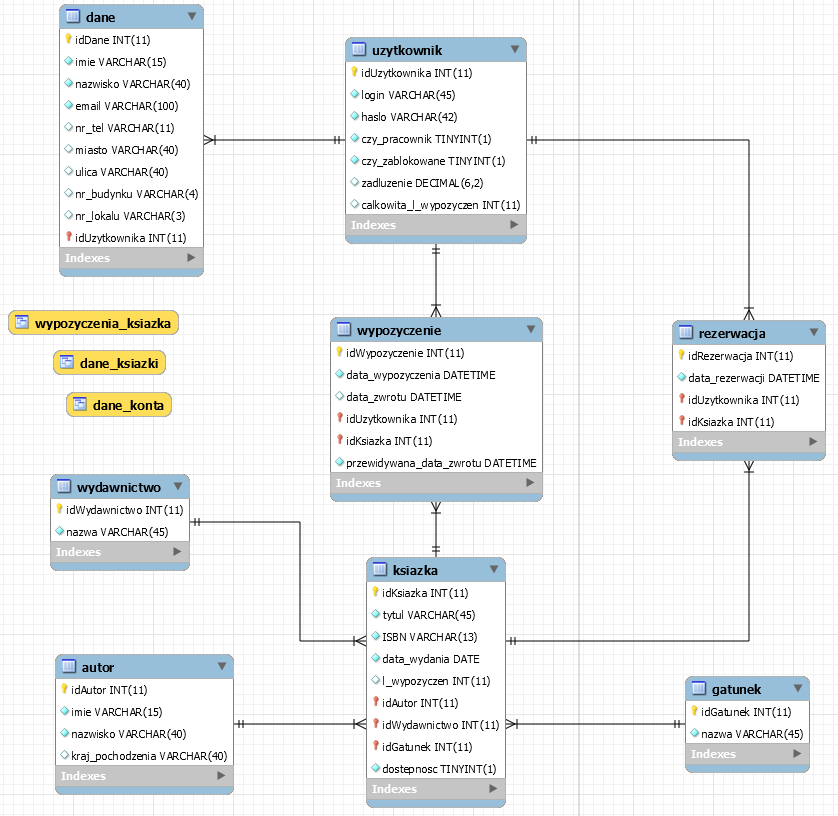 dane
idDane INT(11)
imie VARCHAR(15)
nazwisko VARCHAR(40)
email VARCHAR(100)
nr_tel VARCHAR(11)
miasto VARCHAR(40)
ulica VARCHAR(40)
nr_budynku VARCHAR(4)
nr_lokalu VARCHAR(3)
idUzytkownika INT(11)
Indexes
uzytkownik
idUzytkownika INT(11)
login VARCHAR(45)
haslo VARCHAR(42)
czy_pracownik TINYINT(1)
czy_zablokowane TINYINT(1)
zadluzenie DECIMAL(6,2)
calkowita_l_wypozyczen INT(11)
Indexes
wypozyczenia_ksiazka
dane_ksiazki
dane_konta
wypozyczenie
idWypozyczenie INT(11)
data_wypozyczenia DATETIME
data_zwrotu DATETIME
idUzytkownika INT(11)
idKsiazka INT(11)
przewidywana_data_zwrotu DATETIME
Indexes
rezerwacja
idRezerwacja INT(11)
data_rezerwacji DATETIME
idUzytkownika INT(11)
idKsiazka INT(11)
Indexes
wydawnictwo
idWydawnictwo INT(11)
nazwa VARCHAR(45)
Indexes
ksiazka
idKsiazka INT(11)
tytul VARCHAR(45)
ISBN VARCHAR(13)
data_wydania DATE
l_wypozyczen INT(11)
idAutor INT(11)
idWydawnictwo INT(11)
idGatunek INT(11)
dostepnosc TINYINT(1)
Indexes
autor
idAutor INT(11)
imie VARCHAR(15)
nazwisko VARCHAR(40)
kraj_pochodzenia VARCHAR(40)
Indexes
gatunek
idGatunek INT(11)
nazwa VARCHAR(45)
Indexes